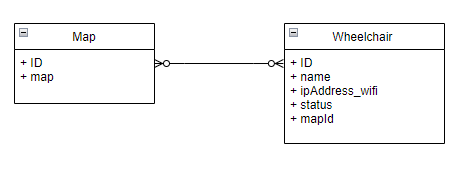 Map
+ ID
+ map
Wheelchair
+ ID
+ name
+ ipAddress_wifi
+ status
+ mapId